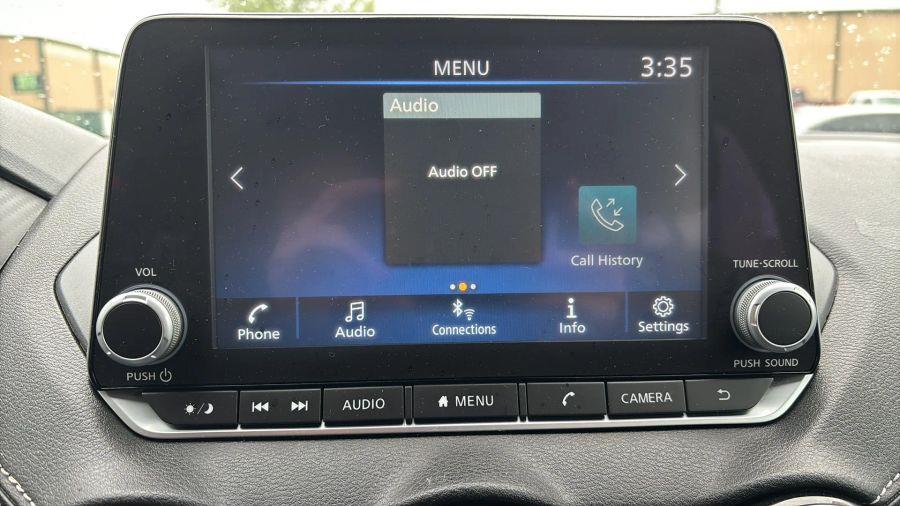 MENU 3:35
Audio
Audio OFF
Call History
Phone Audio Connections Info Settings
VOL
PUSH
TUNE·SCROLL
PUSH SOUND
AUDIO MENU CAMERA